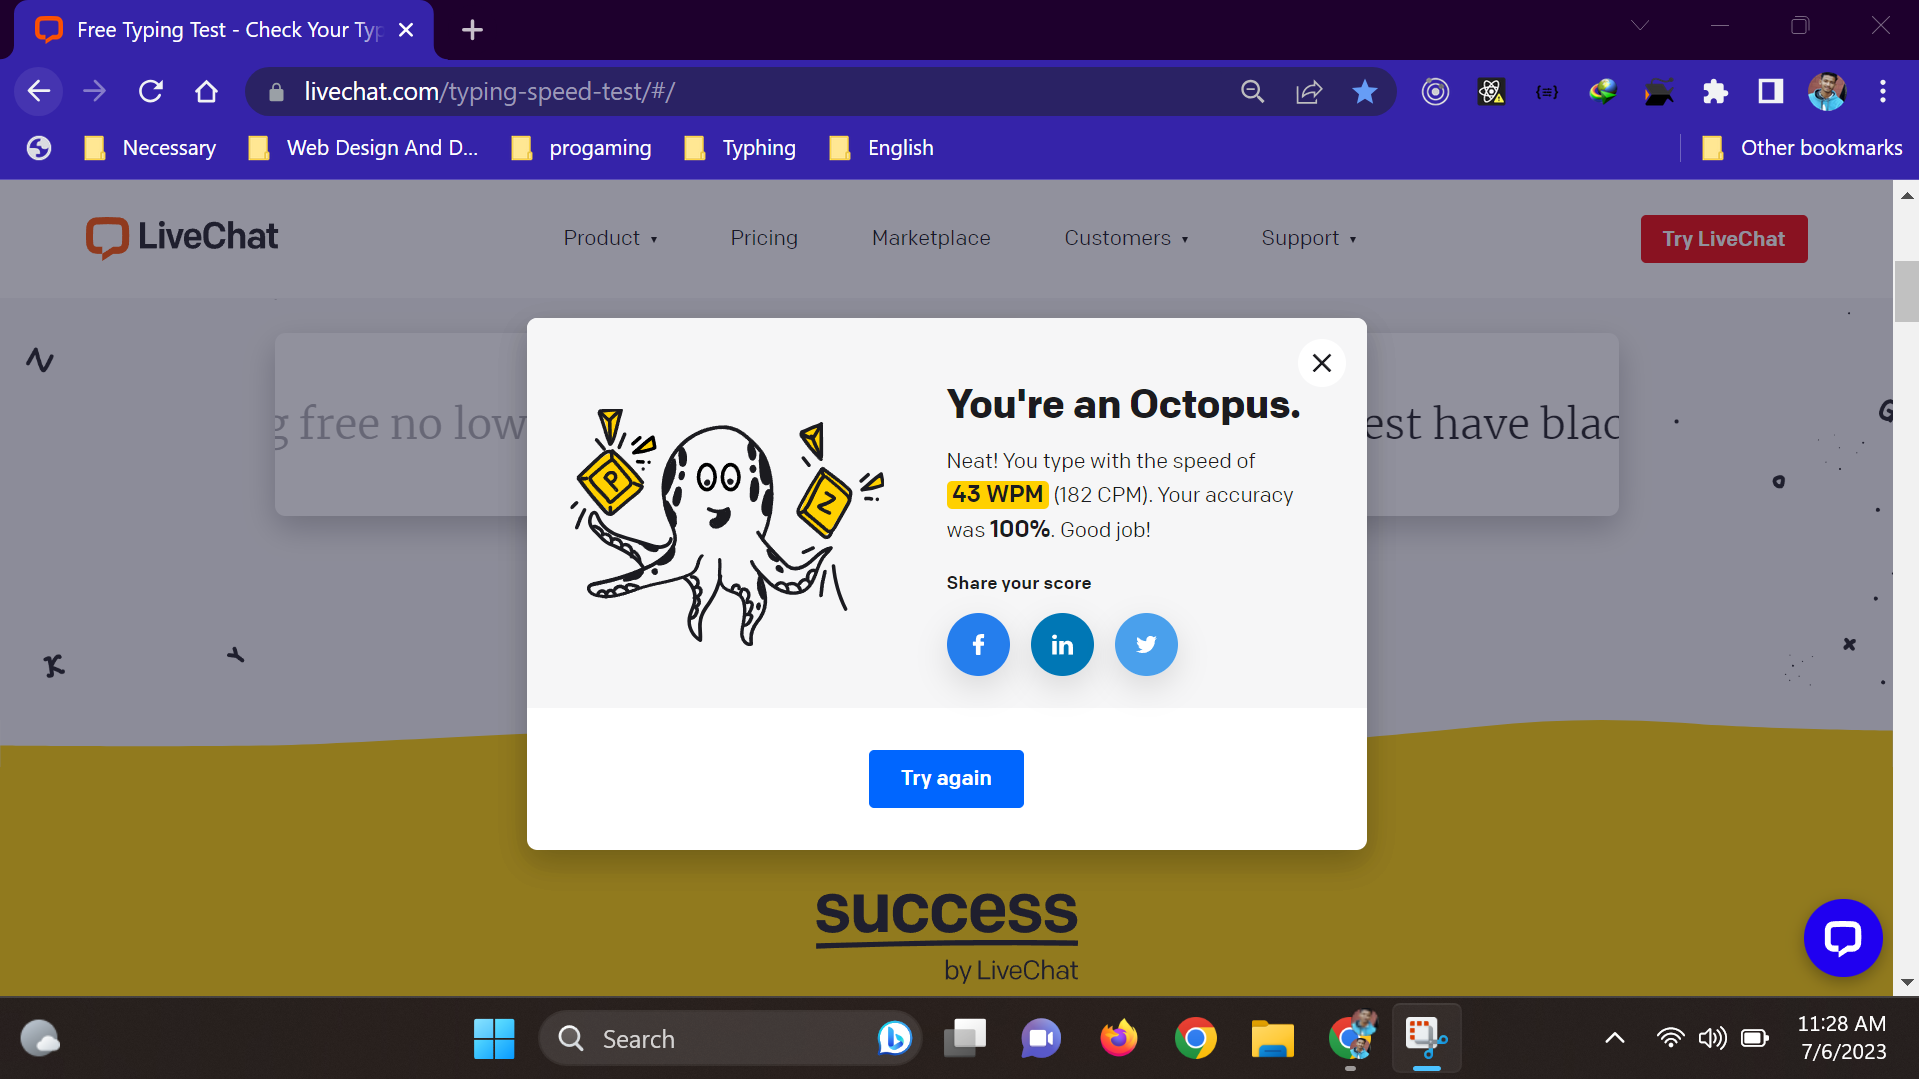 Free Typing Test - Check Your Typ
livechat.com/typing-speed-test/#/
Necessary
Web Design And D...
progaming
Typhing
English
Other bookmarks
LiveChat
Product
Pricing
Marketplace
Customers
Support
Try LiveChat
g free no low
est have blac
You're an Octopus.
Neat! You type with the speed of
43 WPM (182 CPM). Your accuracy
was 100%. Good job!
Share your score
P
Z
N
G
K
Y
o
x
f
in
Try again
success
by LiveChat
Search
11:28 AM
7/6/2023